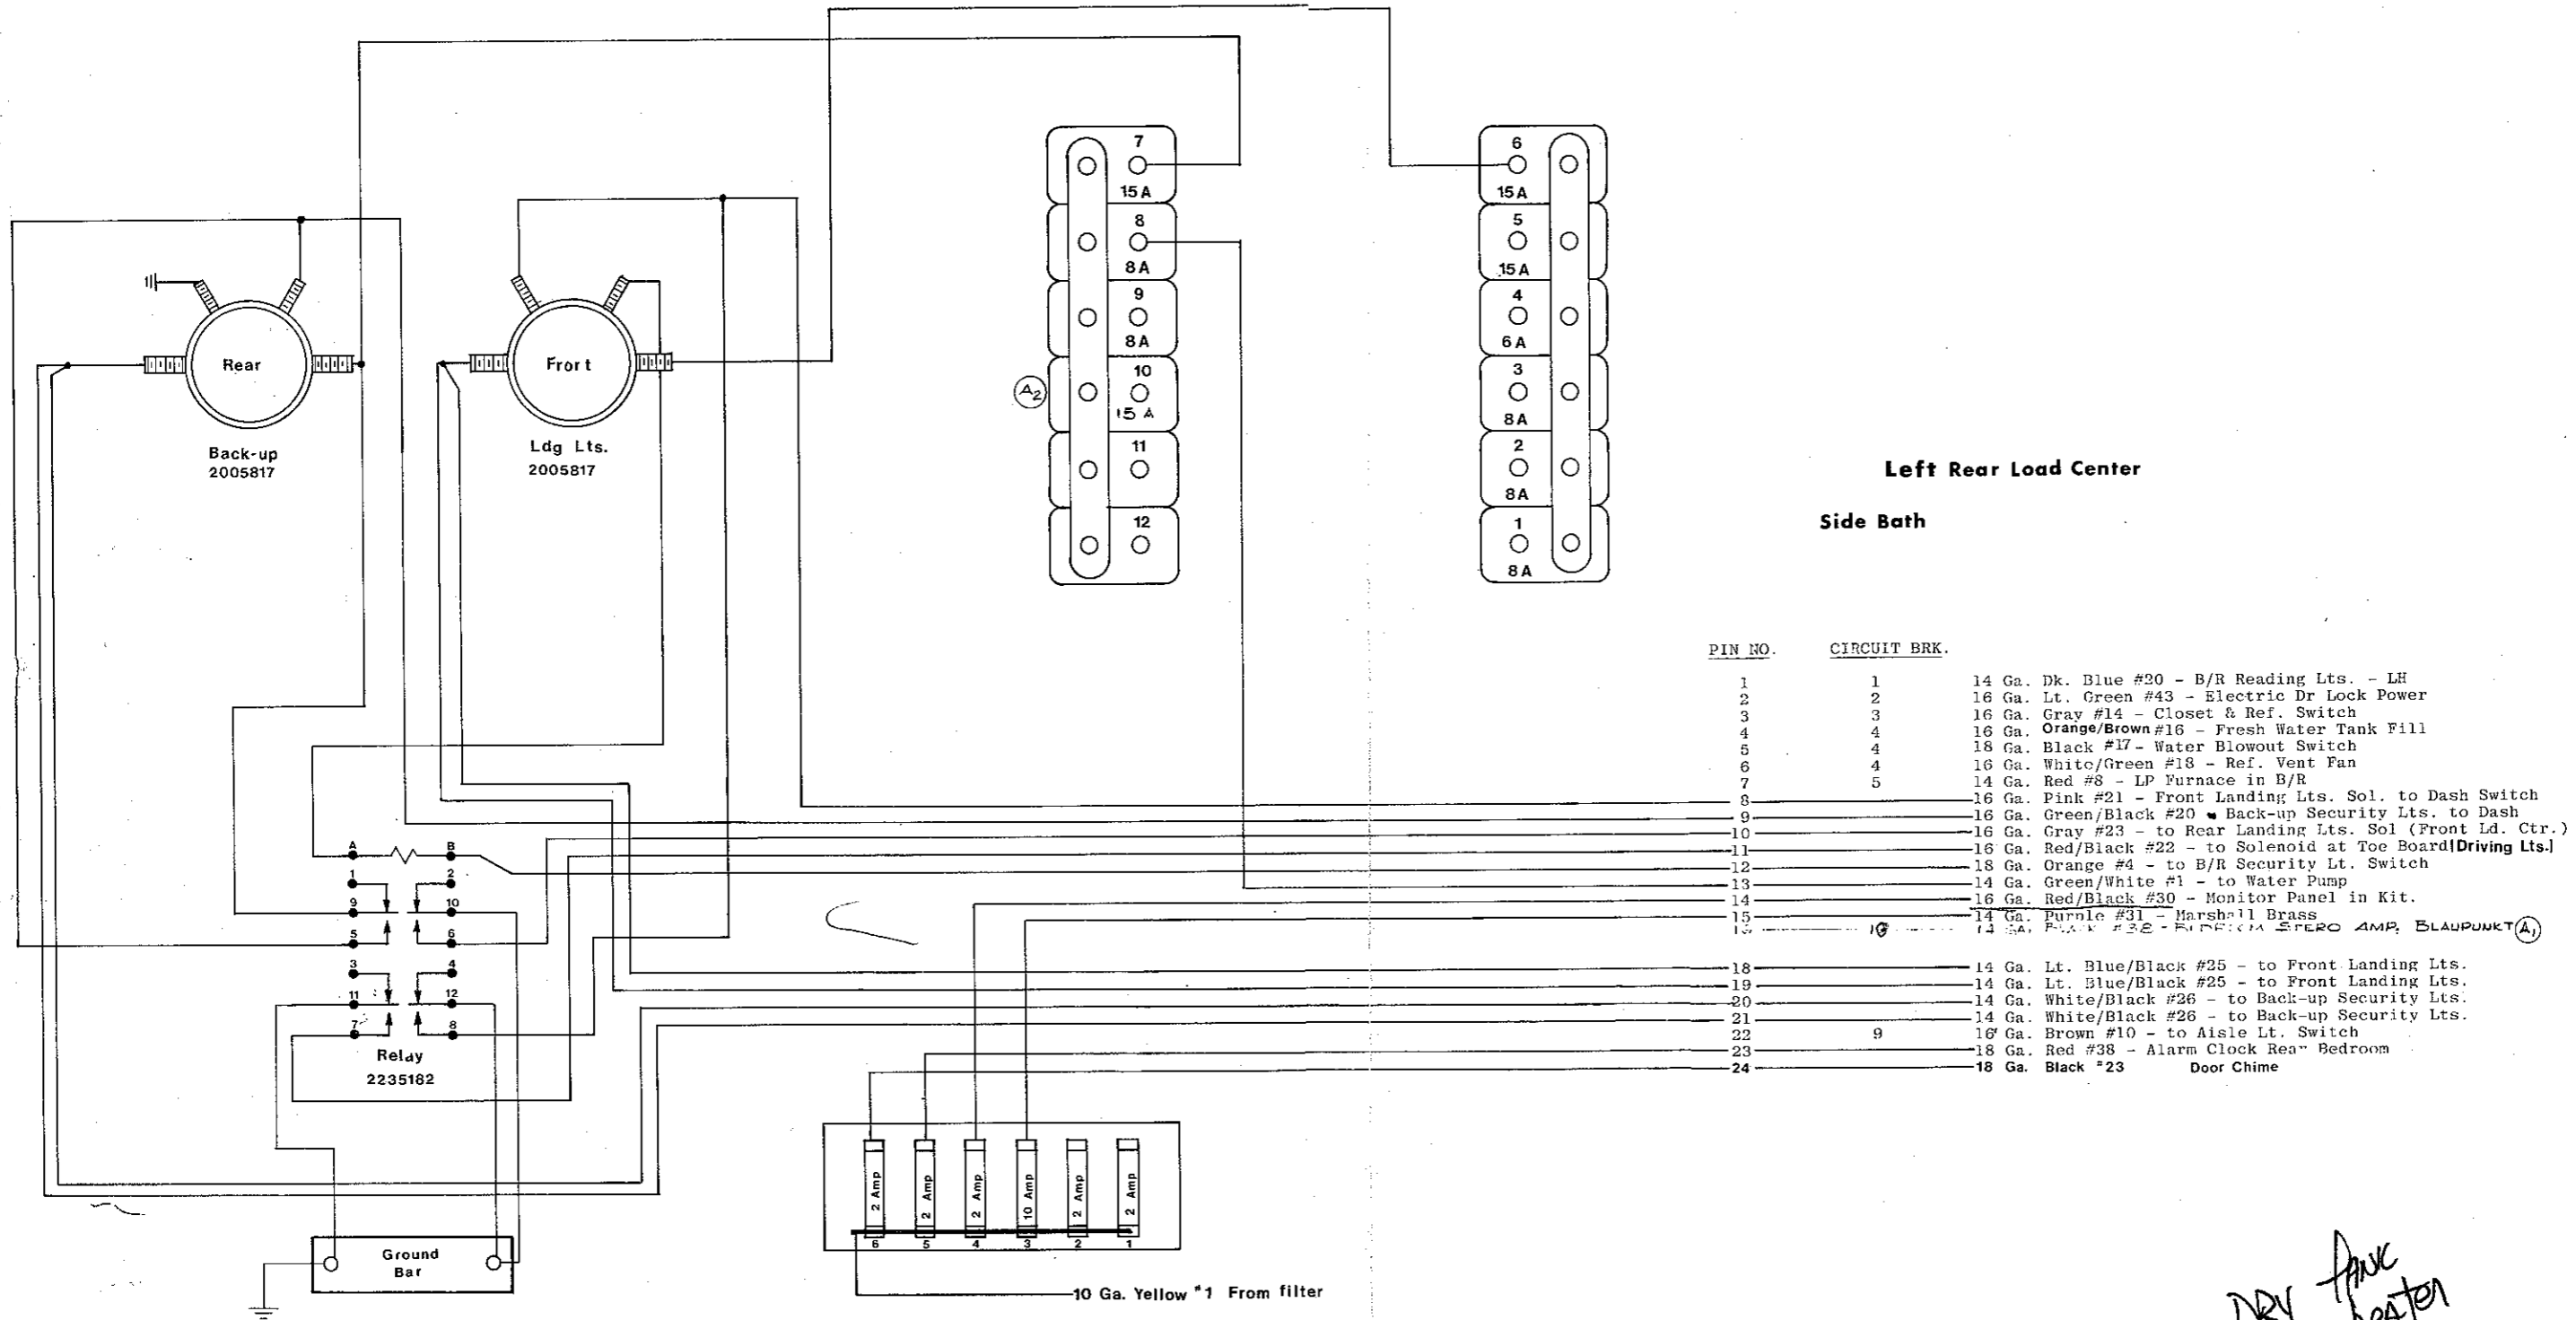 7
15 A
8
8 A
9
8 A
10
15 A
11
12
A2
6
15 A
5
15 A
4
6 A
3
8 A
2
8 A
1
8 A
Rear
Back-up
2005817
Front
Ldg Lts.
2005817
Left Rear Load Center
Side Bath
PIN NO. CIRCUIT BRK.
1 1 14 Ga. Dk. Blue #20 - B/R Reading Lts. - LH
2 2 16 Ga. Lt. Green #43 - Electric Dr Lock Power
3 3 16 Ga. Gray #14 - Closet & Ref. Switch
4 4 16 Ga. Orange/Brown #16 - Fresh Water Tank Fill
5 4 18 Ga. Black #17 - Water Blowout Switch
6 4 16 Ga. White/Green #18 - Ref. Vent Fan
7 5 14 Ga. Red #8 - LP Furnace in B/R
8 16 Ga. Pink #21 - Front Landing Lts. Sol. to Dash Switch
9 16 Ga. Green/Black #20 - Back-up Security Lts. to Dash
10 16 Ga. Gray #23 - to Rear Landing Lts. Sol (Front Ld. Ctr.)
11 16 Ga. Red/Black #22 - to Solenoid at Toe Board (Driving Lts.)
12 18 Ga. Orange #4 - to B/R Security Lt. Switch
13 14 Ga. Green/White #1 - to Water Pump
14 16 Ga. Red/Black #30 - Monitor Panel in Kit.
15 14 Ga. Purple #31 - Marshall Brass
14 GA. #38 - STERO AMP. BLAUPUNKT A1
18 14 Ga. Lt. Blue/Black #25 - to Front Landing Lts.
19 14 Ga. Lt. Blue/Black #25 - to Front Landing Lts.
20 14 Ga. White/Black #26 - to Back-up Security Lts.
21 14 Ga. White/Black #26 - to Back-up Security Lts.
22 9 16 Ga. Brown #10 - to Aisle Lt. Switch
23 18 Ga. Red #38 - Alarm Clock Rear Bedroom
24 18 Ga. Black #23 Door Chime
A B
1 2
9 10
5 6
3 4
11 12
7 8
Relay
2235182
Ground
Bar
2 Amp 2 Amp 2 Amp 10 Amp 2 Amp 2 Amp
6 5 4 3 2 1
10 Ga. Yellow #1 From filter
DRY TANK
heater